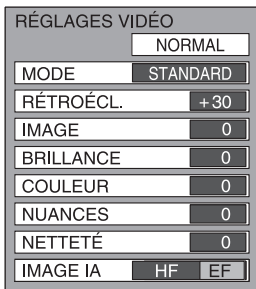 RÉGLAGES VIDÉO
NORMAL
MODE STANDARD
RÉTROÉCL. +30
IMAGE 0
BRILLANCE 0
COULEUR 0
NUANCES 0
NETTETÉ 0
IMAGE IA HF EF